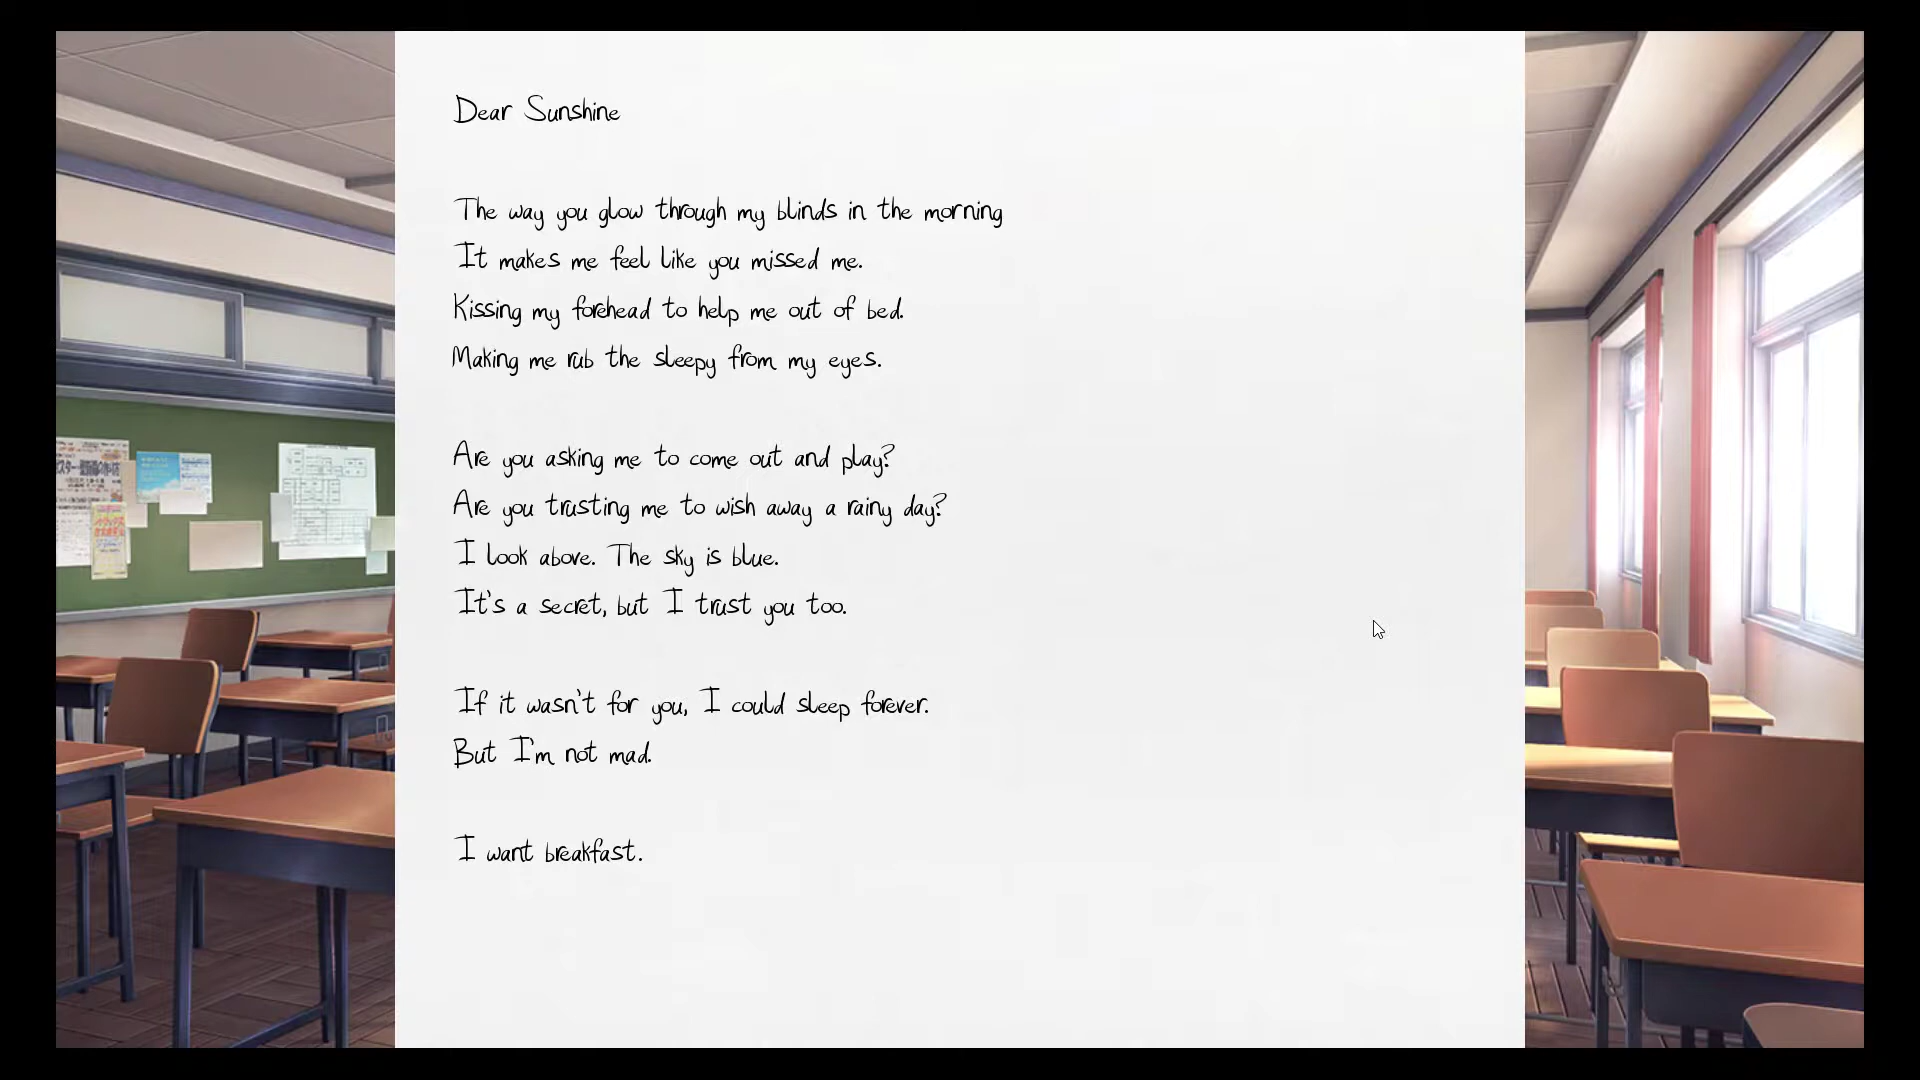 Dear Sunshine
The way you glow through my blinds in the morning
It makes me feel like you missed me.
Kissing my forehead to help me out of bed.
Making me rub the sleepy from my eyes.
Are you asking me to come out and play?
Are you trusting me to wish away a rainy day?
I look above. The sky is blue.
It's a secret, but I trust you too.
If it wasn't for you, I could sleep forever.
But I'm not mad.
I want breakfast.